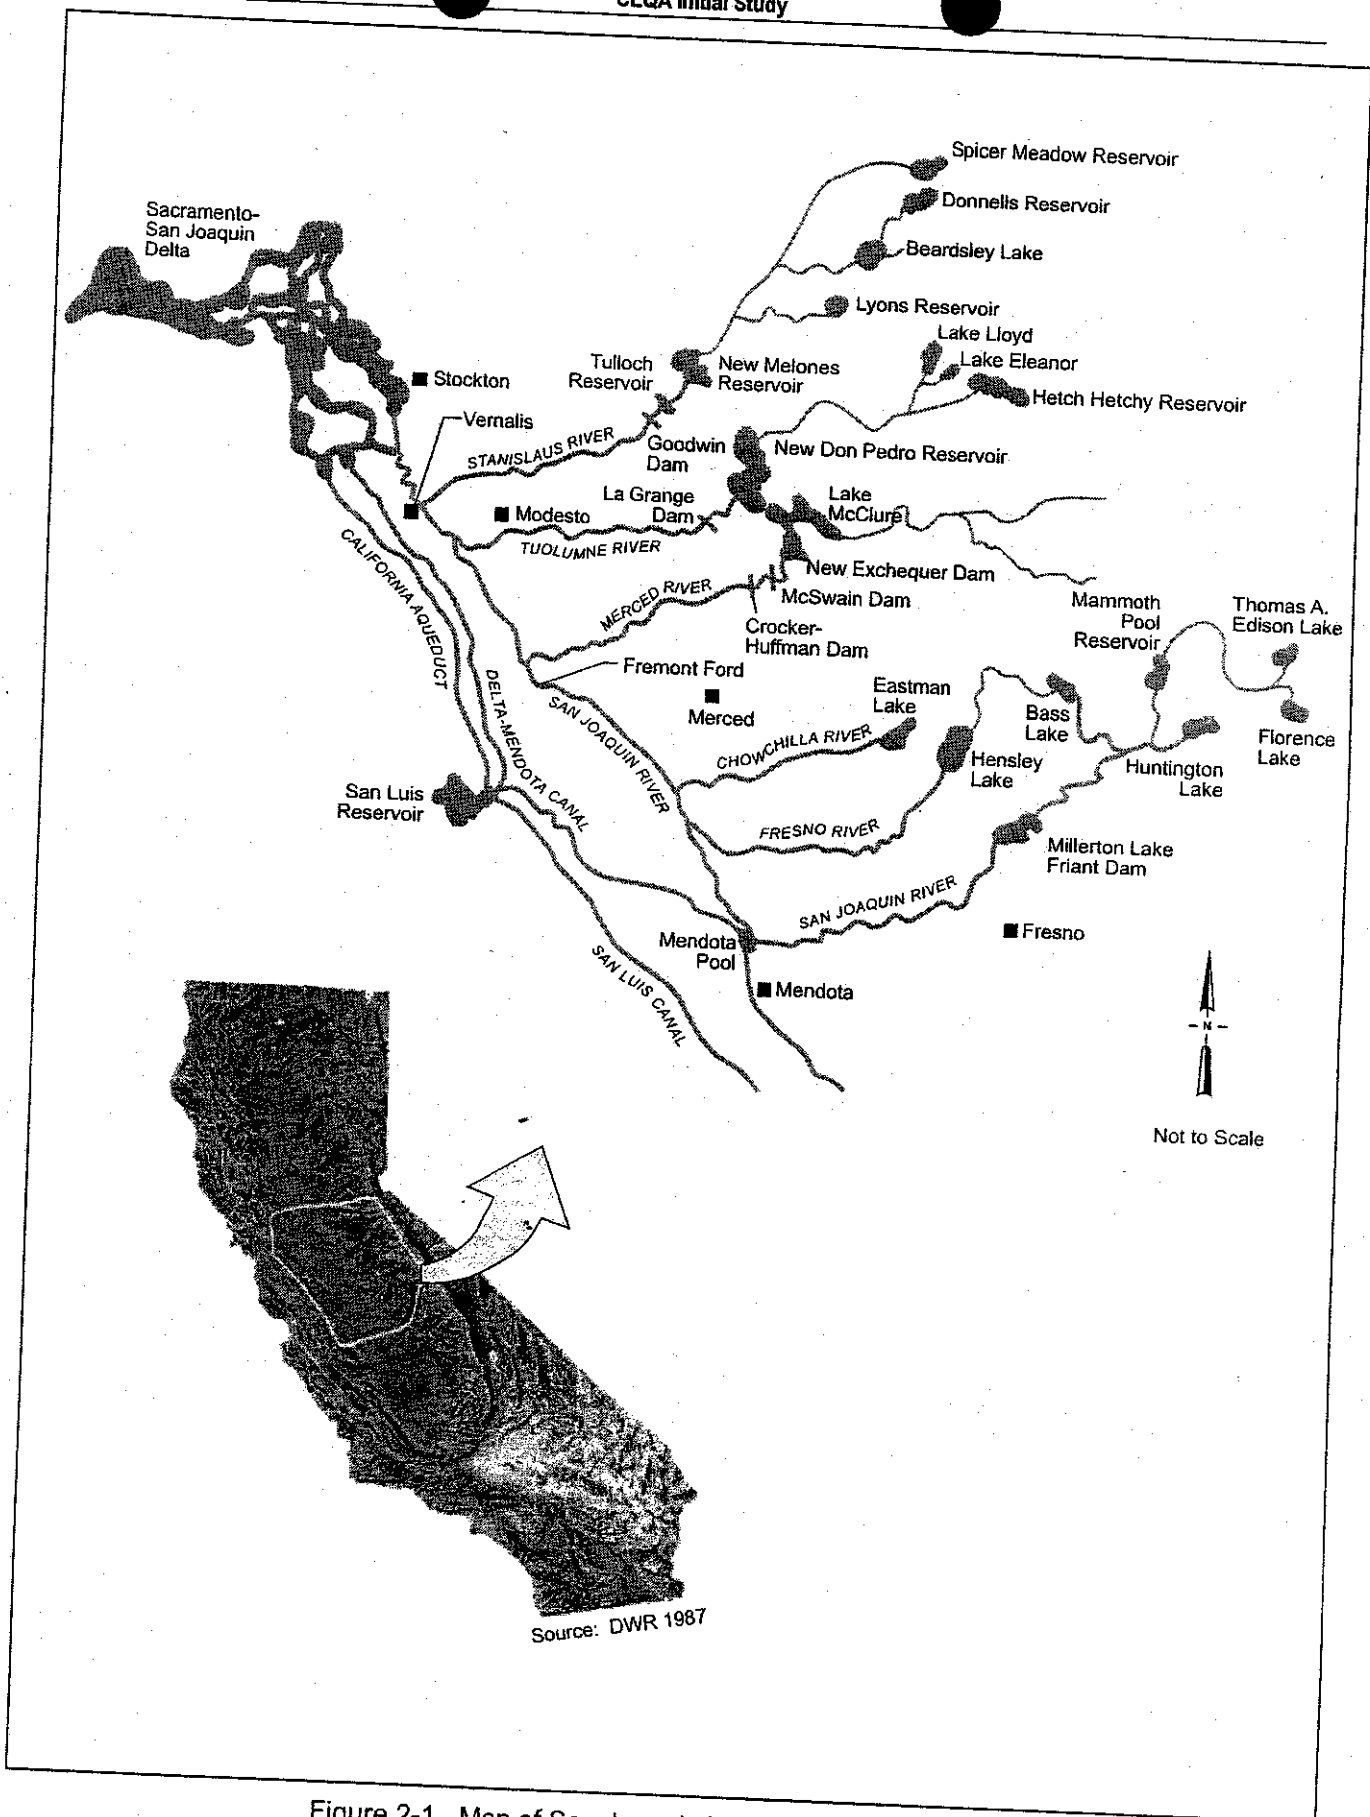 CEQA Initial Study
Spicer Meadow Reservoir
Donnells Reservoir
Beardsley Lake
Sacramento-
San Joaquin
Delta
Lyons Reservoir
Lake Lloyd
Lake Eleanor
Hetch Hetchy Reservoir
Tulloch
Reservoir
New Melones
Reservoir
Stockton
Vernalis
STANISLAUS RIVER
Goodwin
Dam
New Don Pedro Reservoir
La Grange
Dam
Lake
McClure
Modesto
TUOLUMNE RIVER
CALIFORNIA AQUEDUCT
New Exchequer Dam
MERCED RIVER
McSwain Dam
Crocker-
Huffman Dam
Mammoth
Pool
Reservoir
Thomas A.
Edison Lake
Fremont Ford
Merced
Eastman
Lake
Bass
Lake
Florence
Lake
DELTA-MENDOTA CANAL
SAN JOAQUIN RIVER
CHOWCHILLA RIVER
Hensley
Lake
Huntington
Lake
San Luis
Reservoir
FRESNO RIVER
Millerton Lake
Friant Dam
SAN JOAQUIN RIVER
Fresno
Mendota
Pool
SAN LUIS CANAL
Mendota
N
Not to Scale
Source: DWR 1987
Figure 2-1 Map of